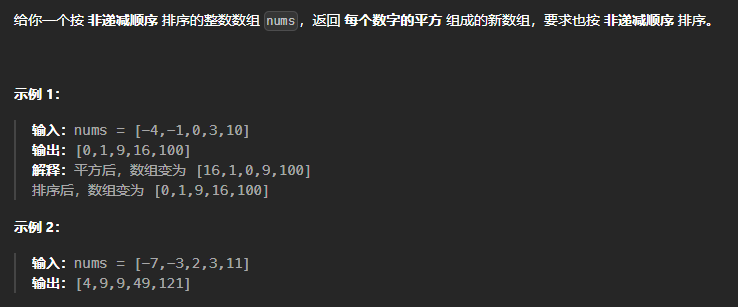 给你一个按 非递减顺序 排序的整数数组 nums，返回 每个数字的平方 组成的新数组，要求也按 非递减顺序 排序。
示例 1：
输入：nums = [-4,-1,0,3,10]
输出：[0,1,9,16,100]
解释：平方后，数组变为 [16,1,0,9,100]
排序后，数组变为 [0,1,9,16,100]
示例 2：
输入：nums = [-7,-3,2,3,11]
输出：[4,9,9,49,121]